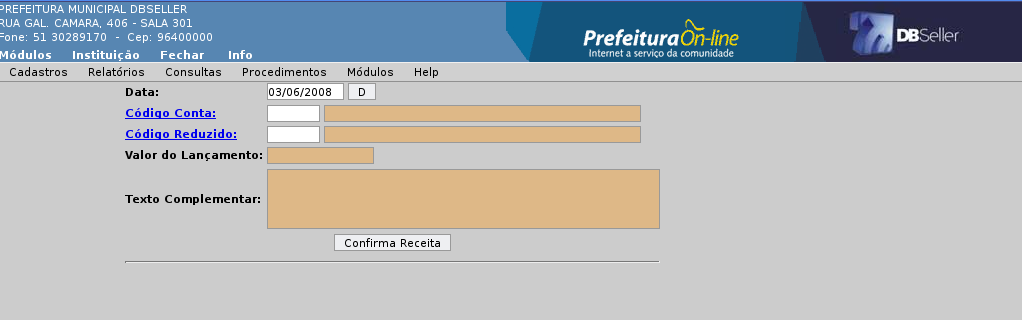 PREFEITURA MUNICIPAL DBSELLER
RUA GAL. CAMARA, 406 - SALA 301
Fone: 51 30289170 - Cep: 96400000
Módulos Instituição Fechar Info
Prefeitura On-line
Internet a serviço da comunidade
DBSeller
Cadastros Relatórios Consultas Procedimentos Módulos Help
Data: 03/06/2008 D
Código Conta:
Código Reduzido:
Valor do Lançamento:
Texto Complementar:
Confirma Receita